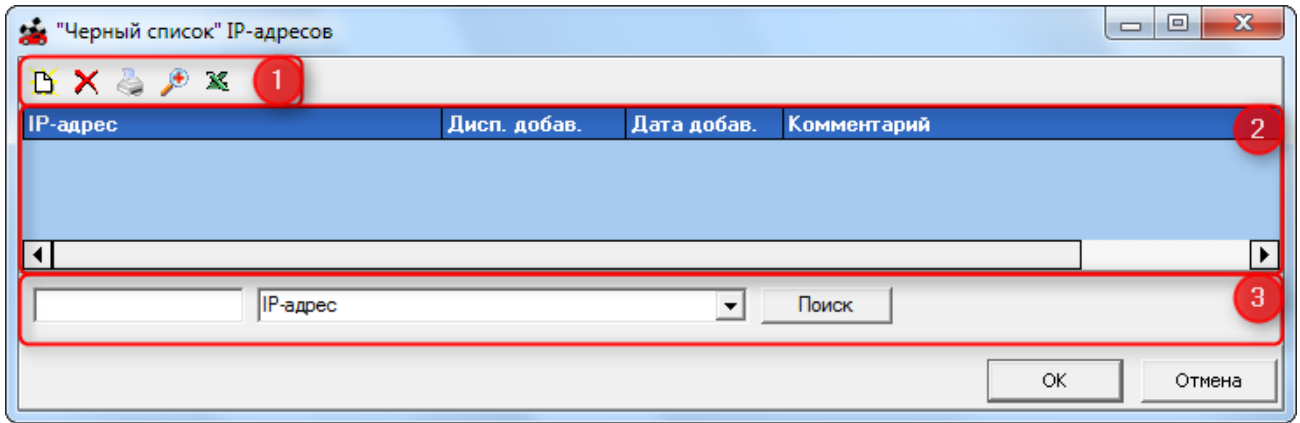 "Черный список" IP-адресов
1
IP-адрес Дисп. добав. Дата добав. Комментарий
2
3
IP-адрес Поиск
OK Отмена